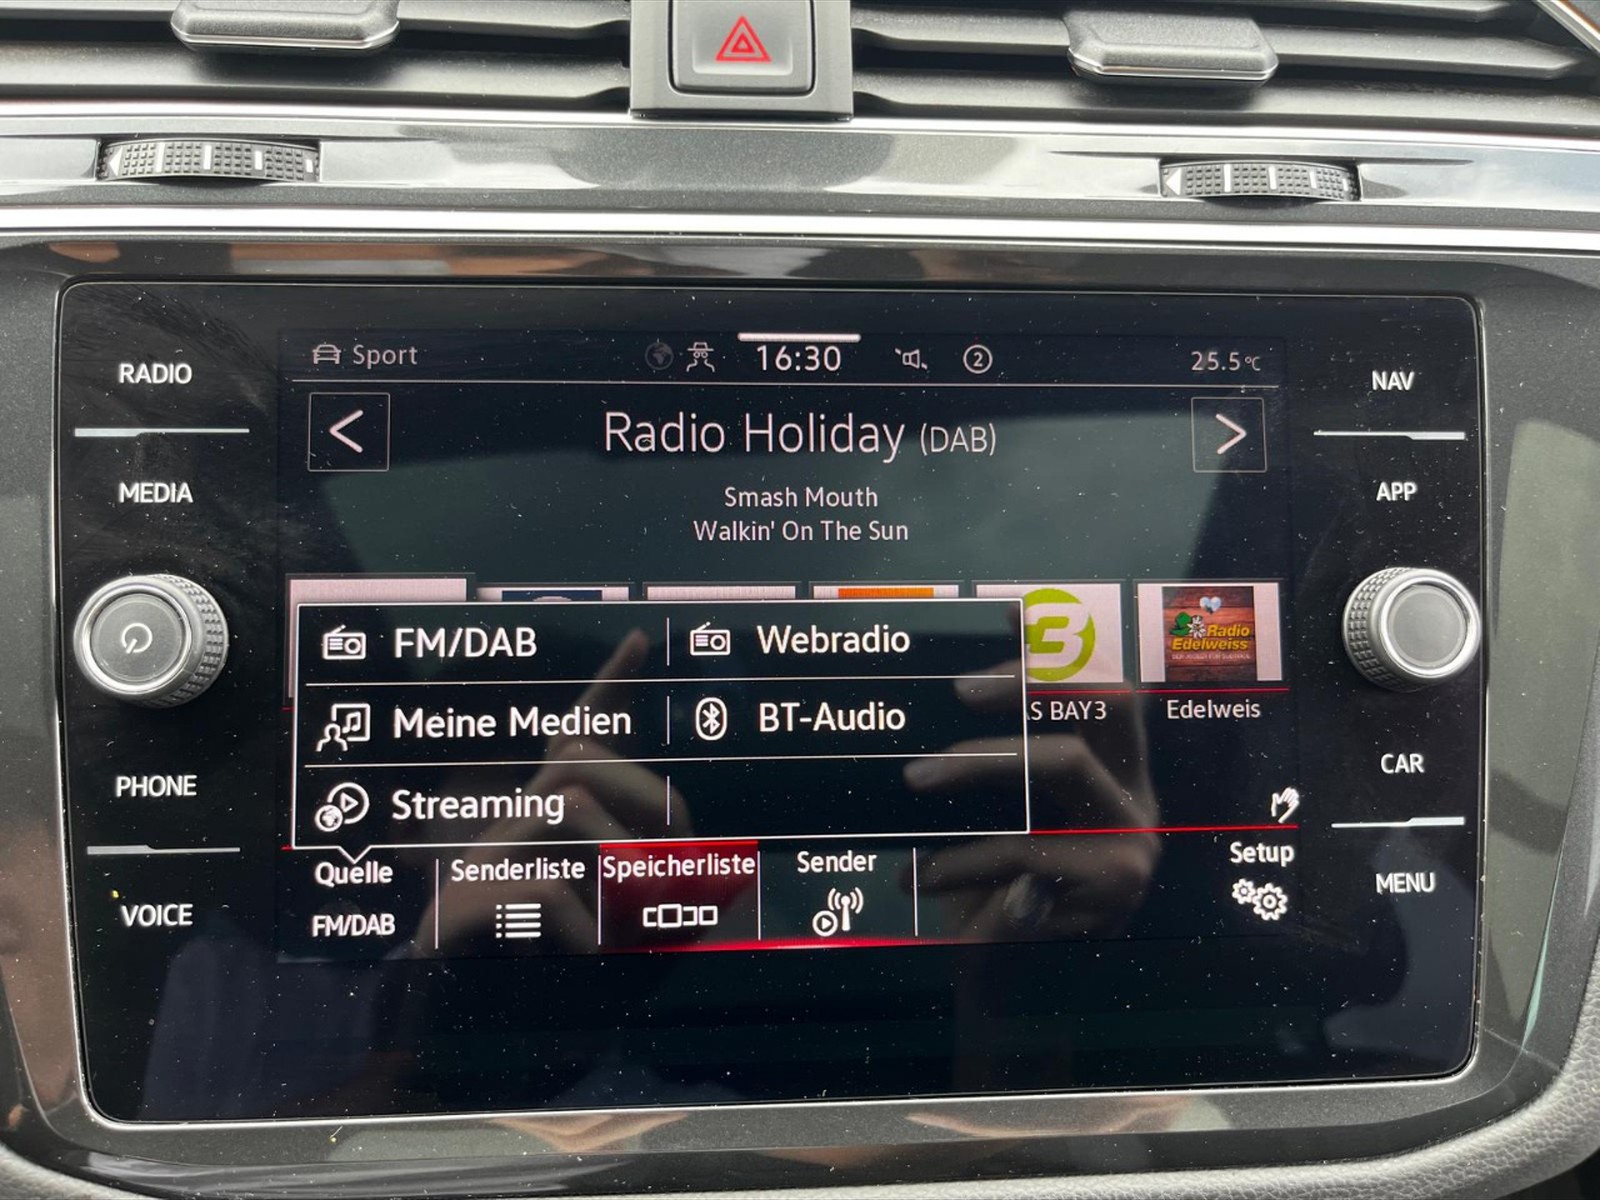 RADIO
MEDIA
PHONE
VOICE
Sport
16:30
2
25.5°C
Radio Holiday (DAB)
Smash Mouth
Walkin' On The Sun
FM/DAB
Webradio
Meine Medien
BT-Audio
Streaming
3
Radio
Edelweiss
S BAY3
Edelweis
Quelle
FM/DAB
Senderliste
Speicherliste
Sender
Setup
NAV
APP
CAR
MENU